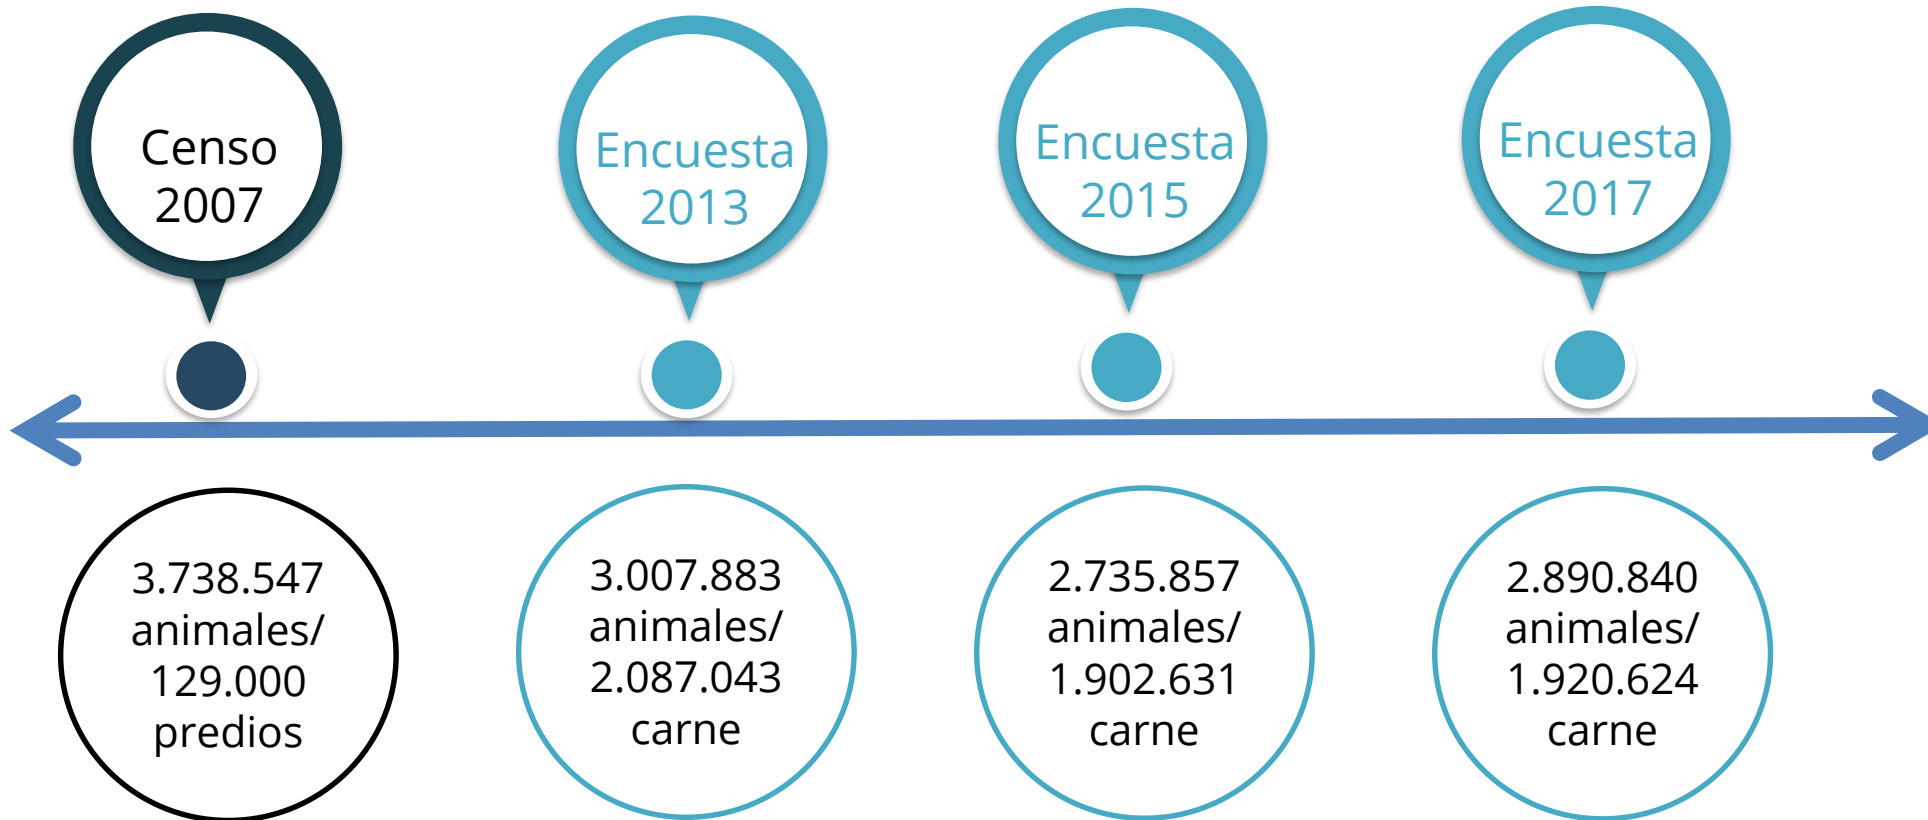 Censo
2007
Encuesta
2013
Encuesta
2015
Encuesta
2017
3.738.547
animales/
129.000
predios
3.007.883
animales/
2.087.043
carne
2.735.857
animales/
1.902.631
carne
2.890.840
animales/
1.920.624
carne